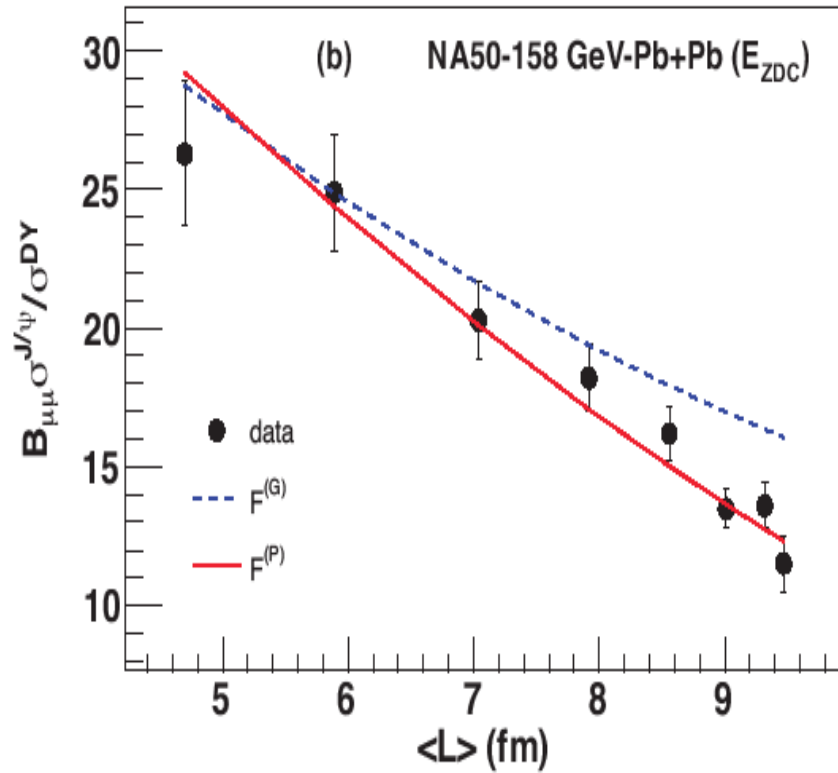 (b) NA50-158 GeV-Pb+Pb (E_ZDC)
30
25
20
15
10
B_μμσ^J/ψ/σ^DY
data
F^(G)
F^(P)
5 6 7 8 9
<L> (fm)